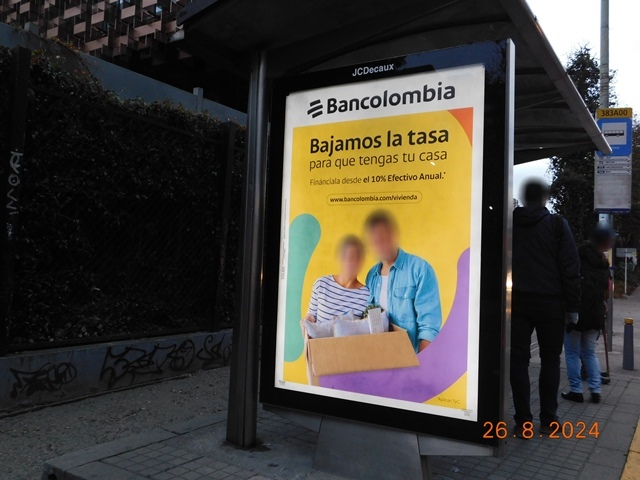 JCDecaux
Bancolombia
Bajamos la tasa
para que tengas tu casa
Fináncíala desde el 10% Efectivo Anual.*
www.bancolombia.com/vivienda
383A00
26.8.2024